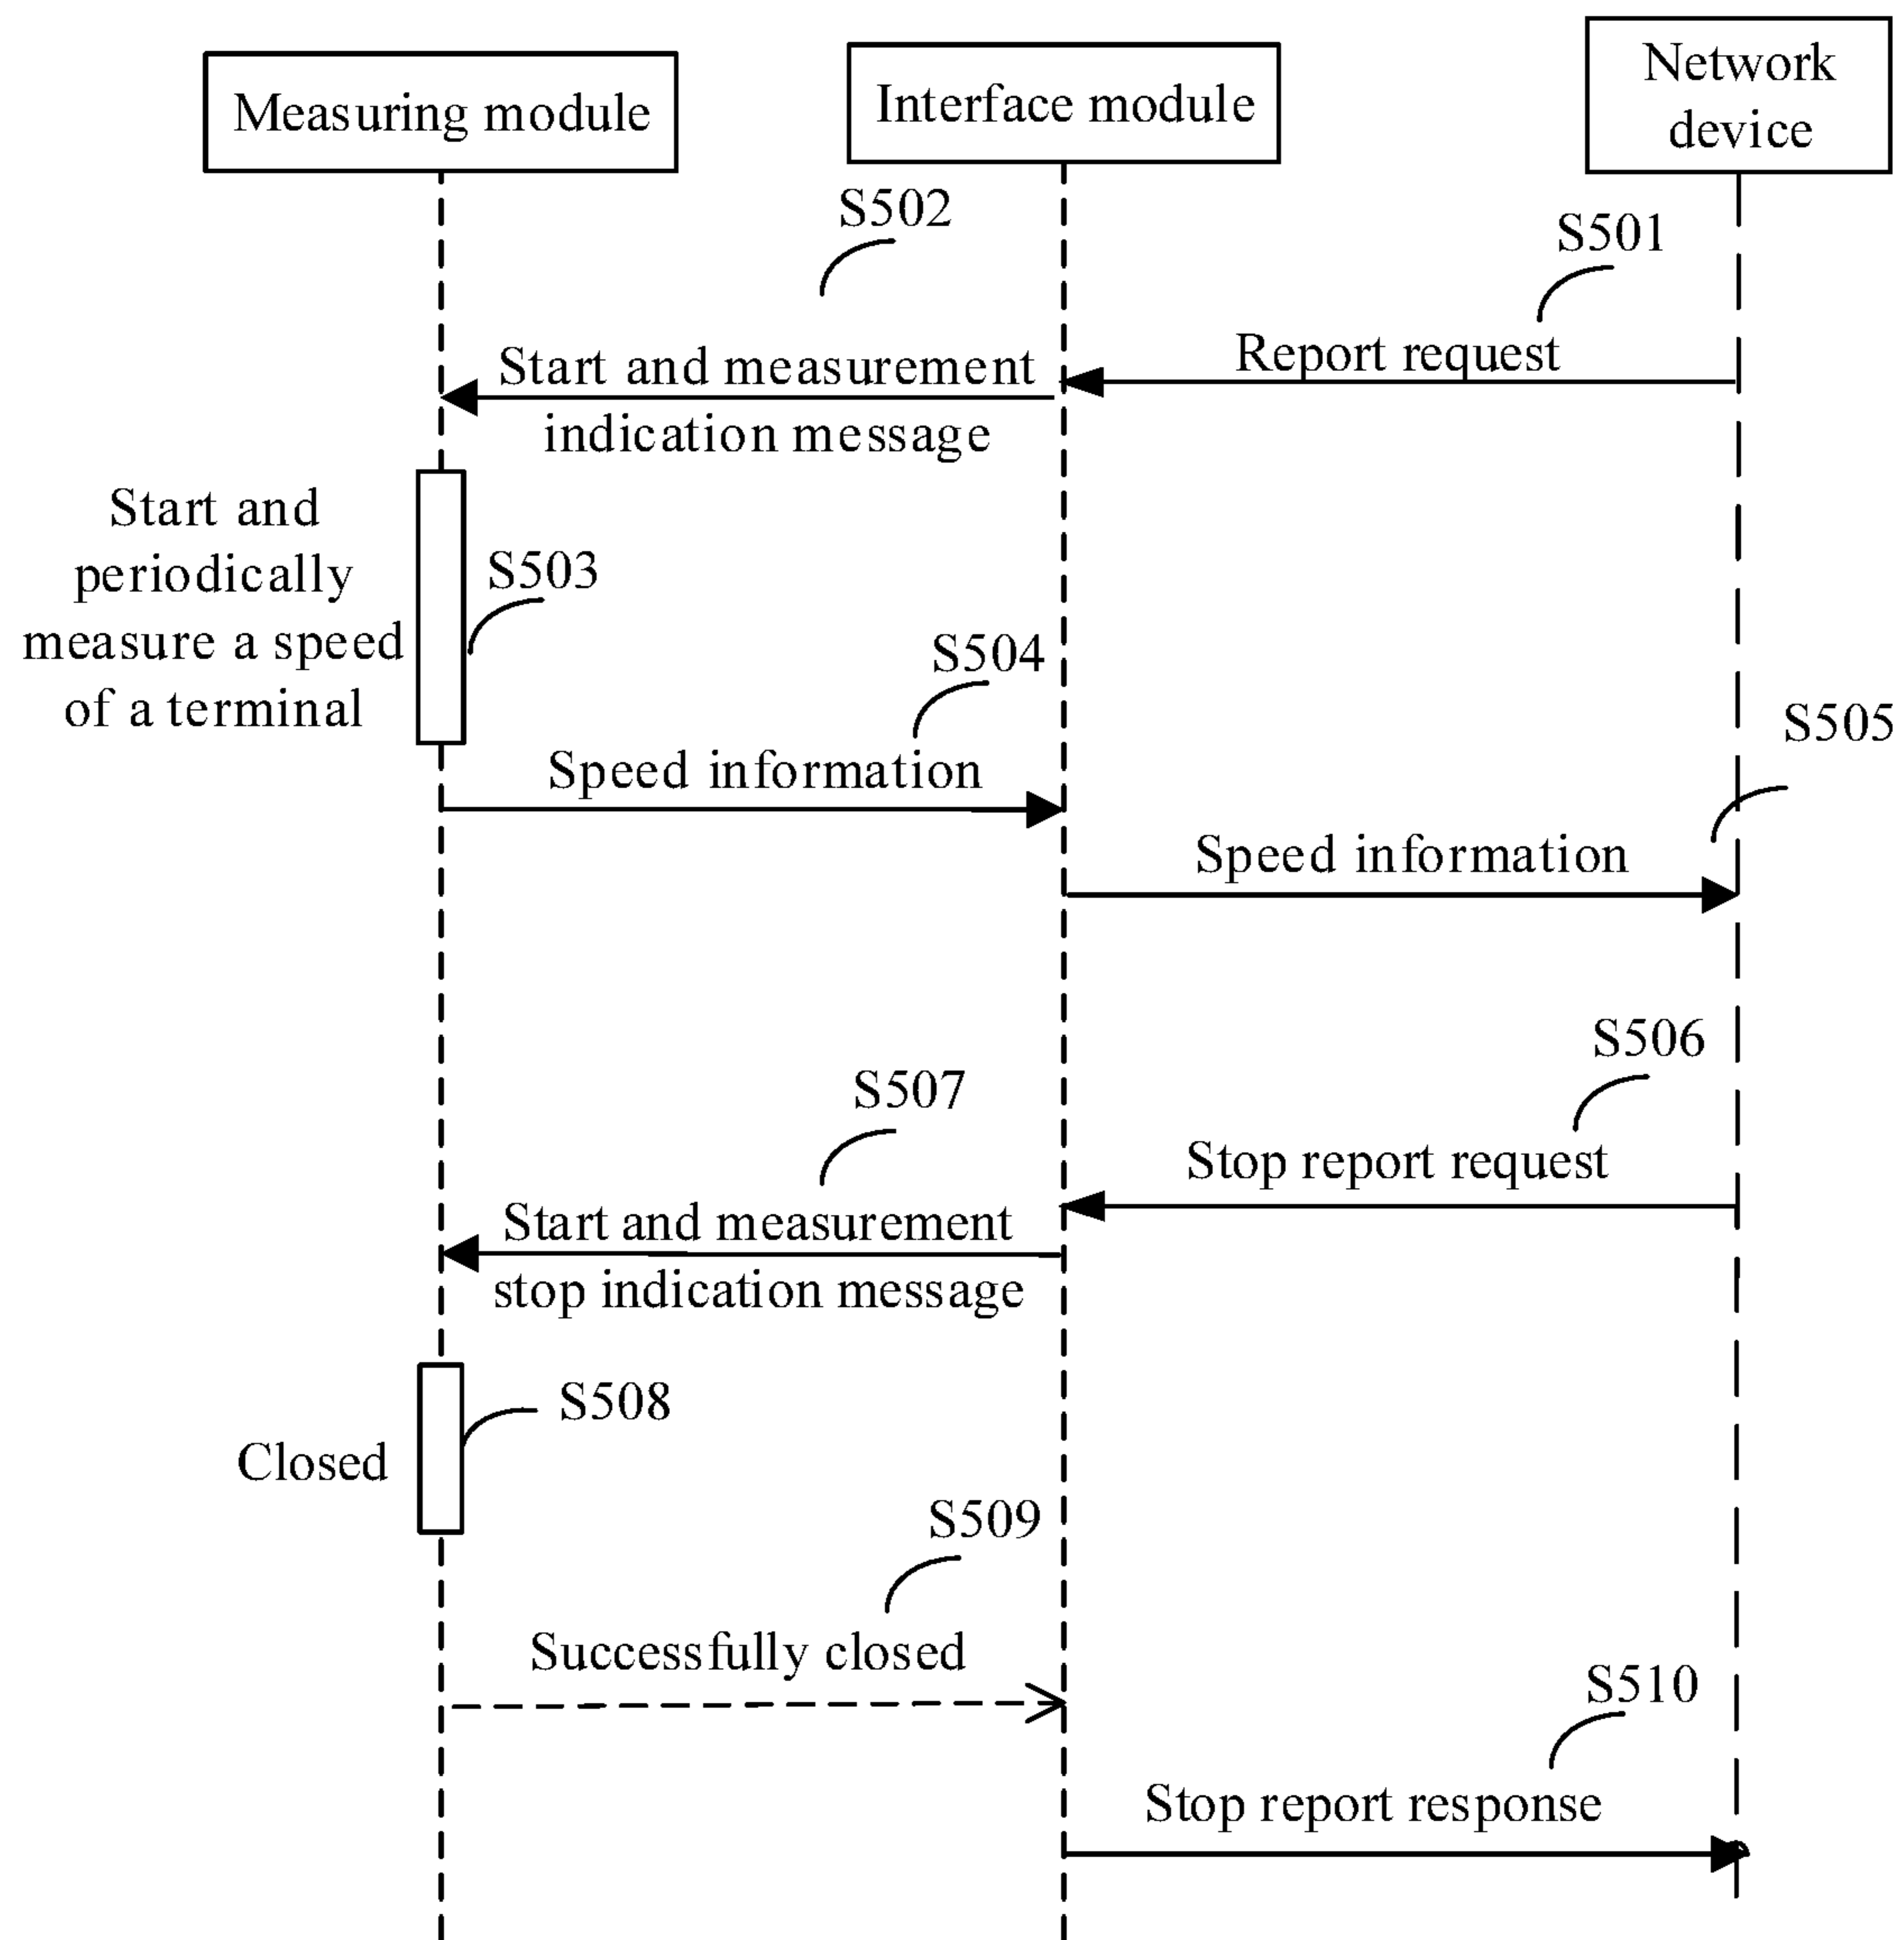 Measuring module
Interface module
Network
device
S502
S501
Start and measurement
indication message
Report request
Start and
periodically
measure a speed
of a terminal
S503
S504
Speed information
S505
Speed information
S506
Stop report request
S507
Start and measurement
stop indication message
S508
Closed
S509
Successfully closed
S510
Stop report response